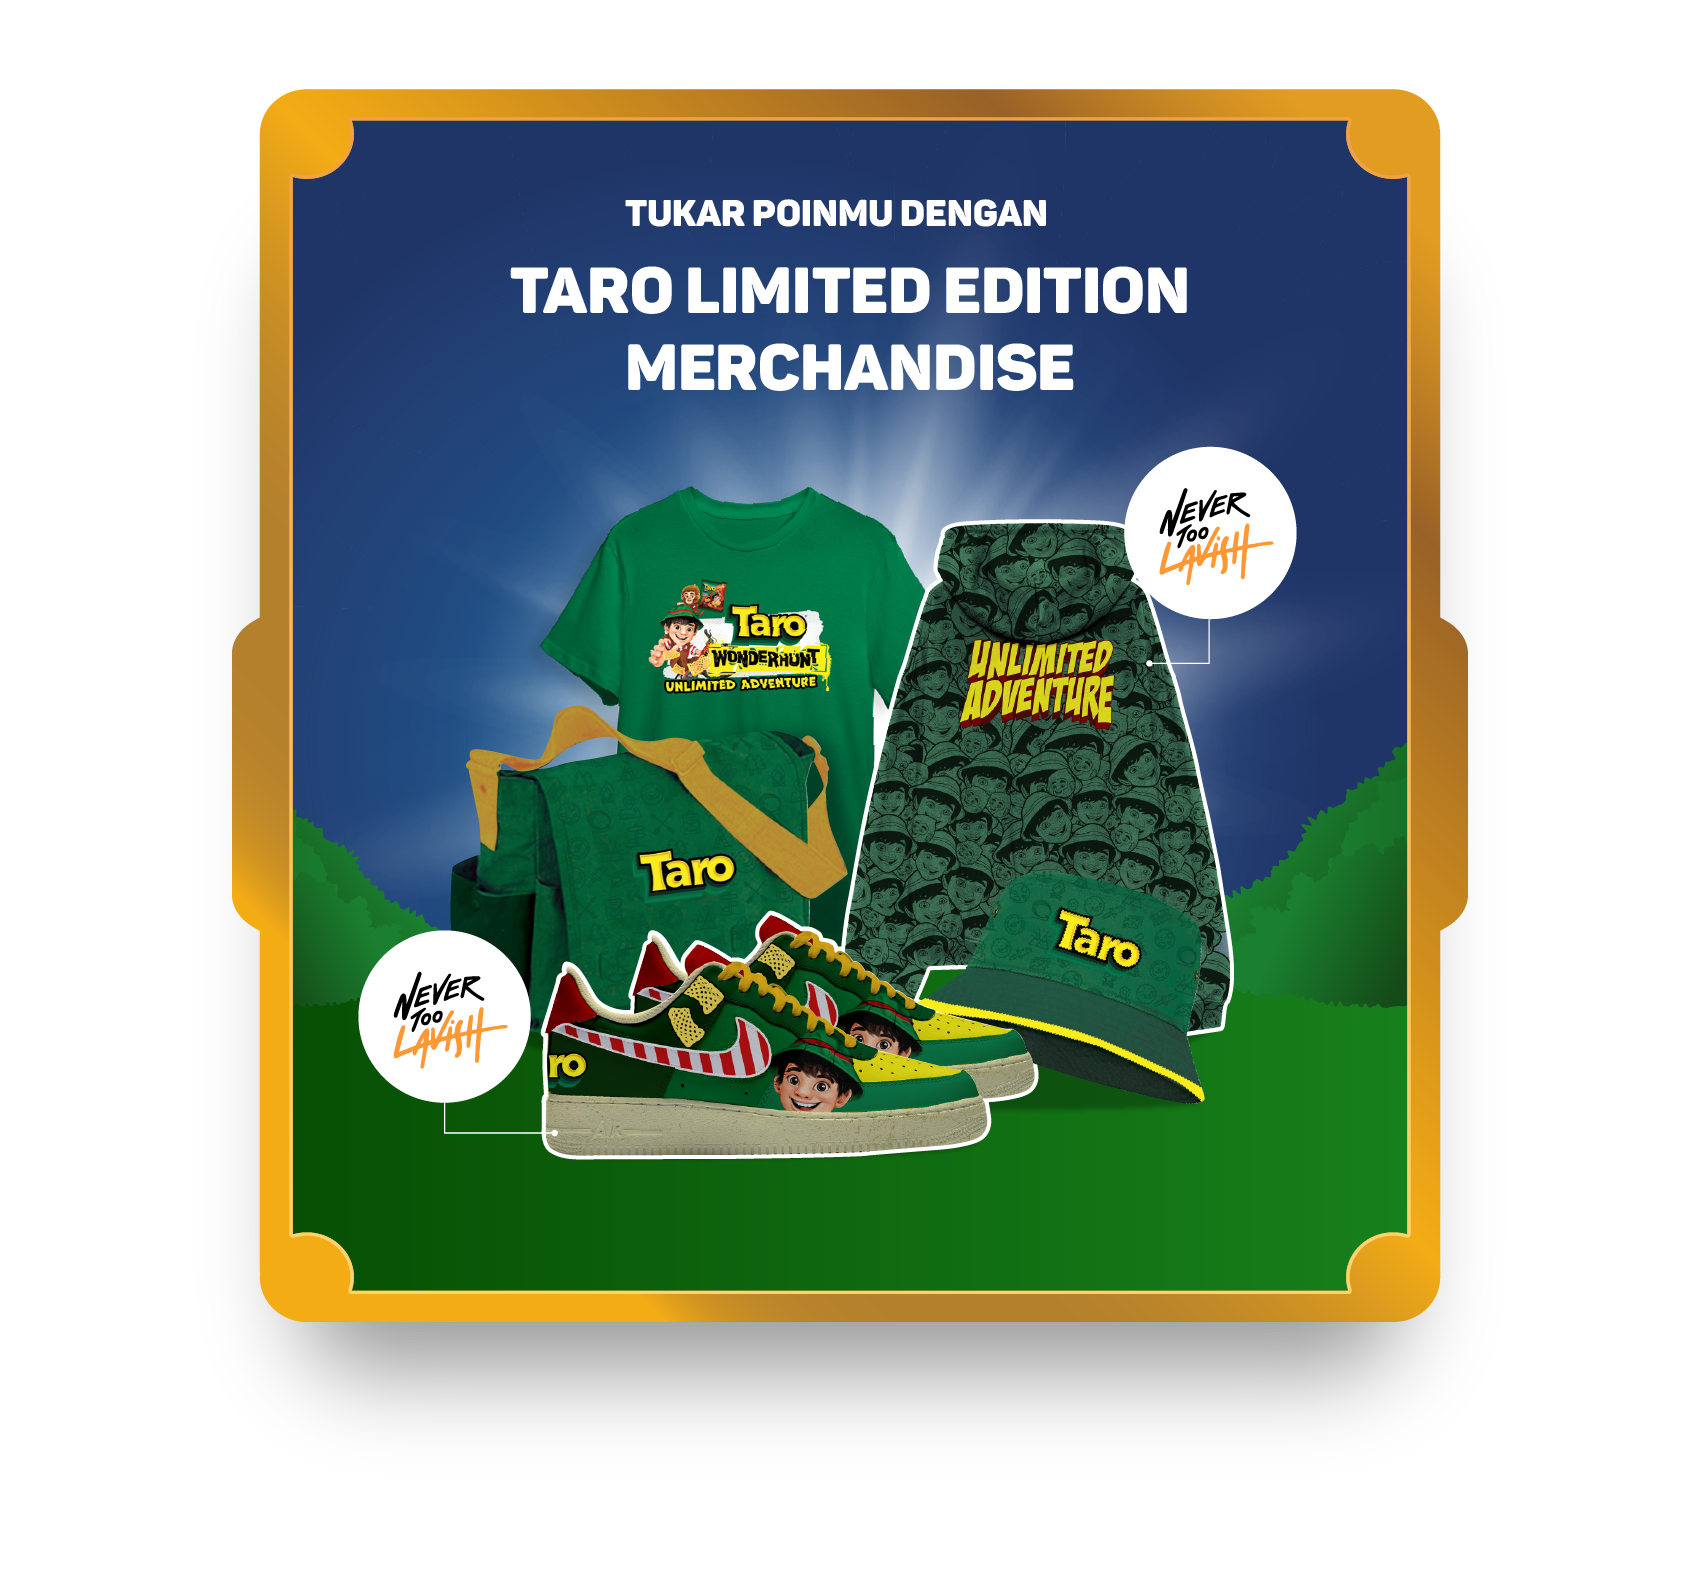 TUKAR POINMU DENGAN
TARO LIMITED EDITION
MERCHANDISE
NEVER
TOO
LAVISH
Taro
WONDERHUNT
UNLIMITED ADVENTURE
UNLIMITED
ADVENTURE
Taro
Taro
NEVER
TOO
LAVISH
ro
AIR